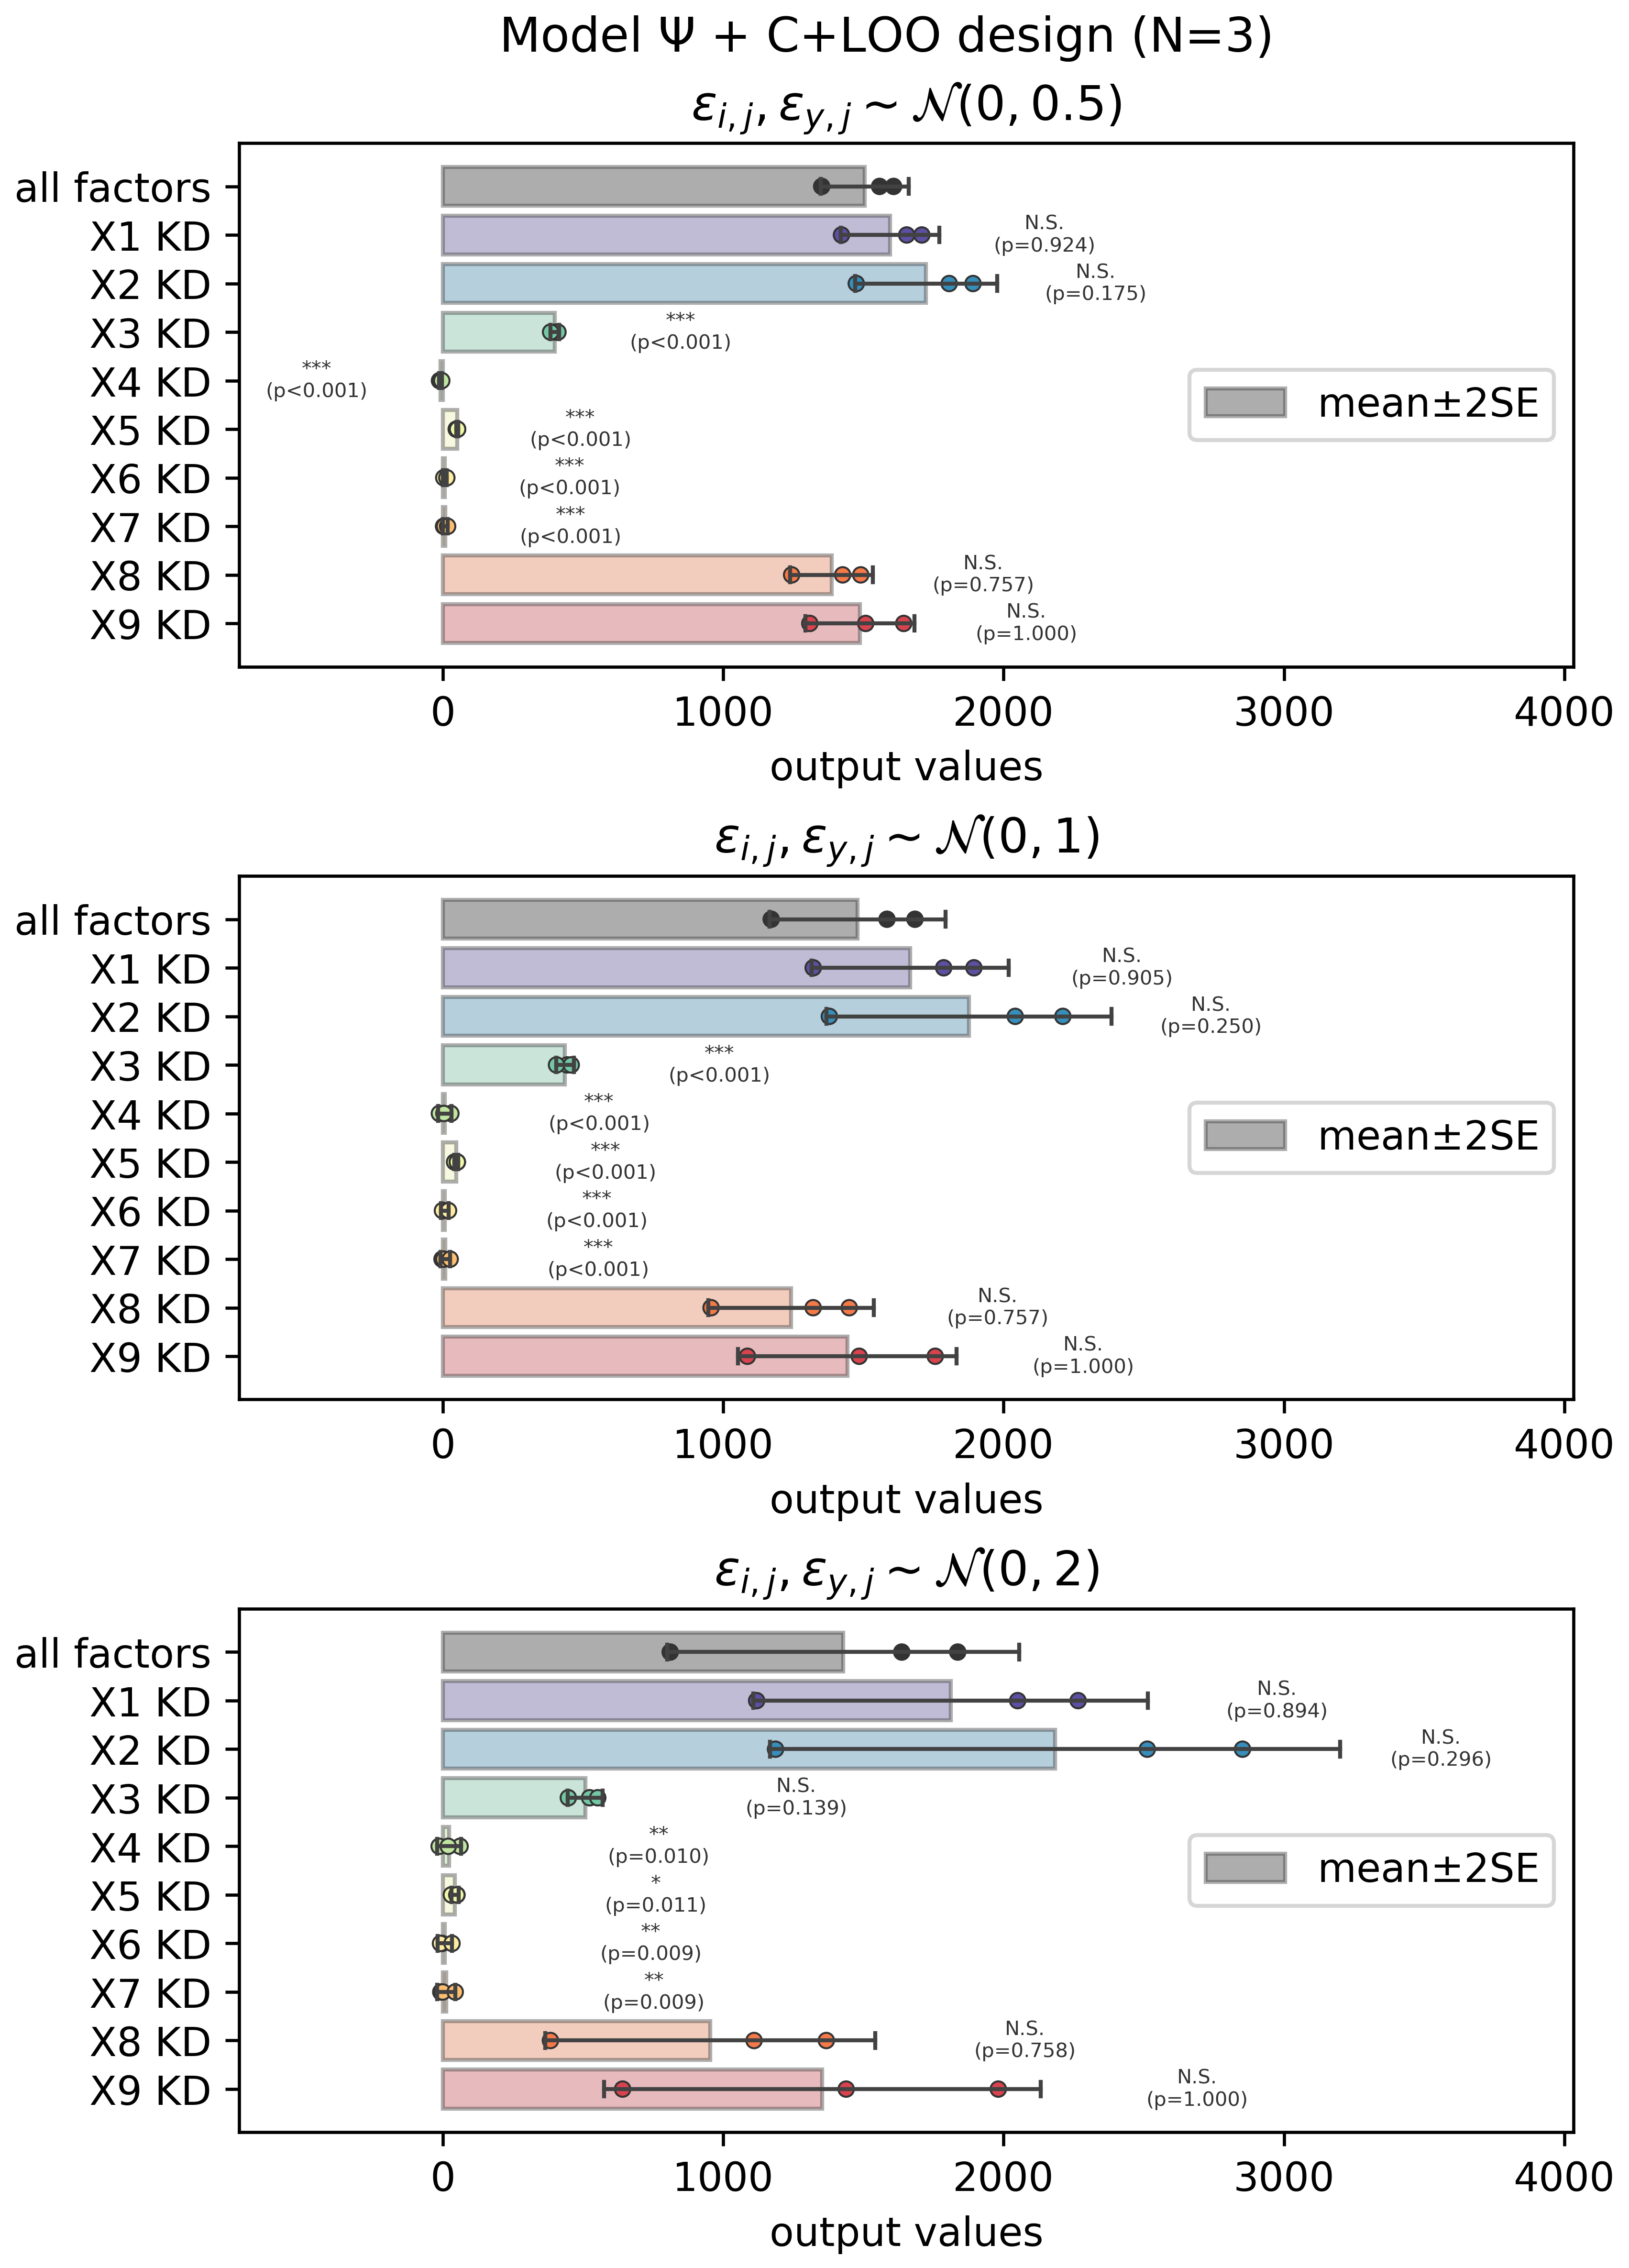 Model Ψ + C+LOO design (N=3)
ε_{i,j}, ε_{y,j} ~ 𝒩(0, 0.5)
all factors
X1 KD
N.S.
(p=0.924)
X2 KD
N.S.
(p=0.175)
X3 KD
***
(p<0.001)
X4 KD
***
(p<0.001)
X5 KD
***
(p<0.001)
X6 KD
***
(p<0.001)
X7 KD
***
(p<0.001)
X8 KD
N.S.
(p=0.757)
X9 KD
N.S.
(p=1.000)
mean±2SE
0 1000 2000 3000 4000
output values
ε_{i,j}, ε_{y,j} ~ 𝒩(0, 1)
all factors
X1 KD
N.S.
(p=0.905)
X2 KD
N.S.
(p=0.250)
X3 KD
***
(p<0.001)
X4 KD
***
(p<0.001)
X5 KD
***
(p<0.001)
X6 KD
***
(p<0.001)
X7 KD
***
(p<0.001)
X8 KD
N.S.
(p=0.757)
X9 KD
N.S.
(p=1.000)
mean±2SE
0 1000 2000 3000 4000
output values
ε_{i,j}, ε_{y,j} ~ 𝒩(0, 2)
all factors
X1 KD
N.S.
(p=0.894)
X2 KD
N.S.
(p=0.296)
X3 KD
N.S.
(p=0.139)
X4 KD
**
(p=0.010)
X5 KD
*
(p=0.011)
X6 KD
**
(p=0.009)
X7 KD
**
(p=0.009)
X8 KD
N.S.
(p=0.758)
X9 KD
N.S.
(p=1.000)
mean±2SE
0 1000 2000 3000 4000
output values